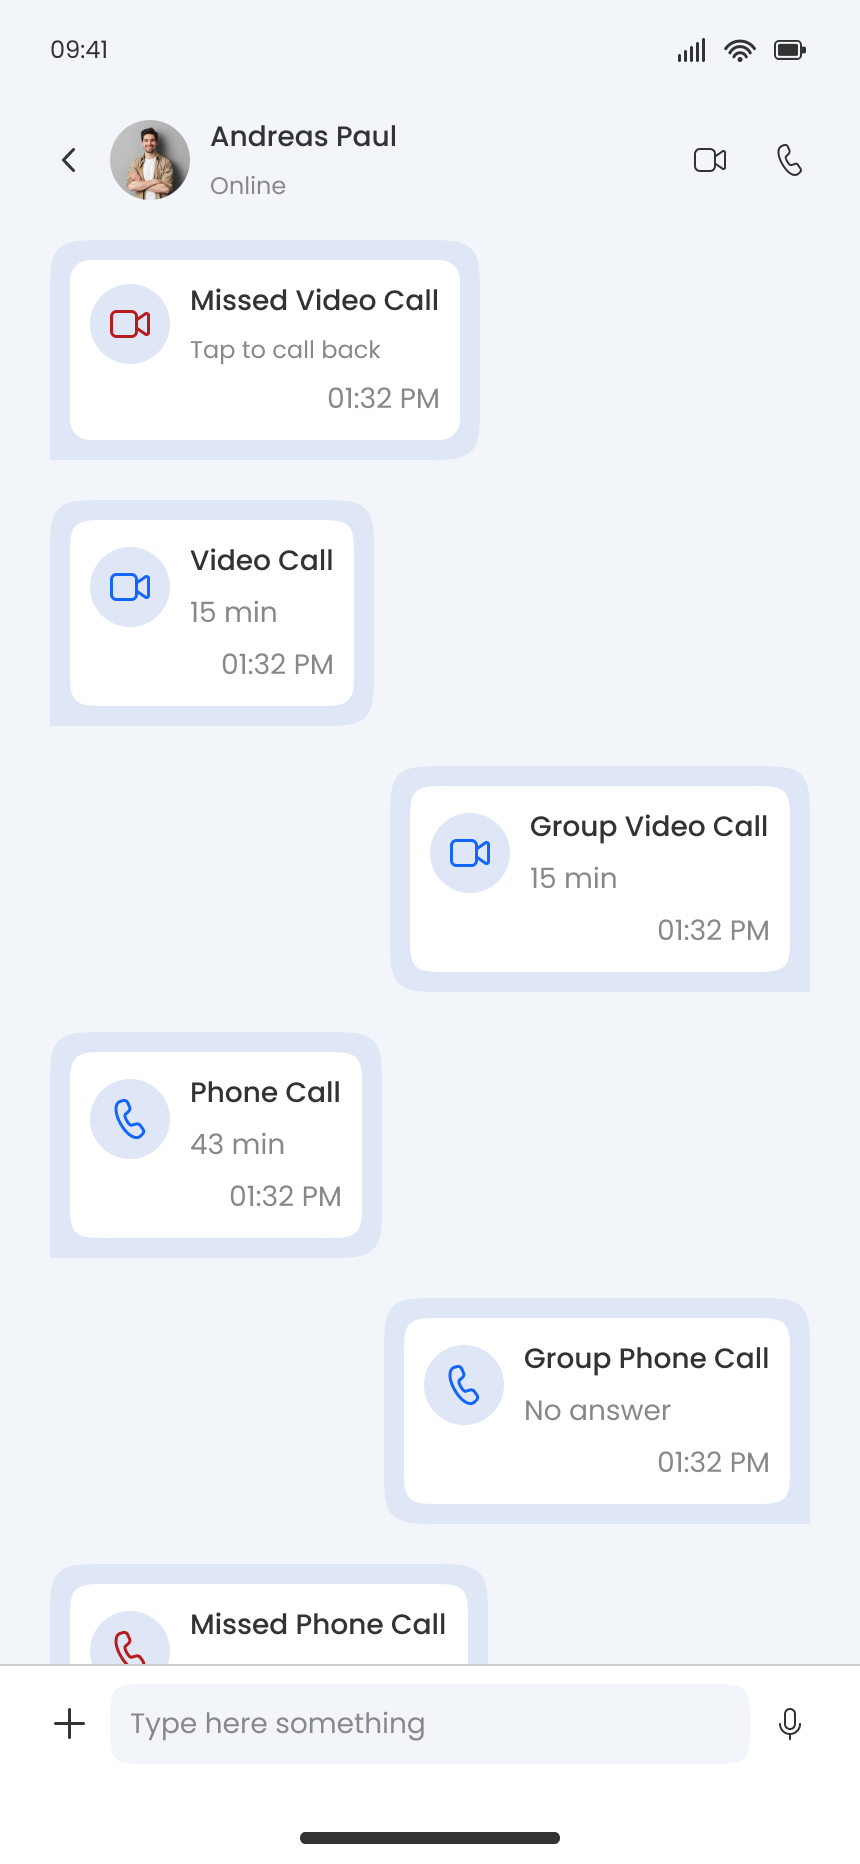 09:41
Andreas Paul
Online
Missed Video Call
Tap to call back
01:32 PM
Video Call
15 min
01:32 PM
Group Video Call
15 min
01:32 PM
Phone Call
43 min
01:32 PM
Group Phone Call
No answer
01:32 PM
Missed Phone Call
Type here something